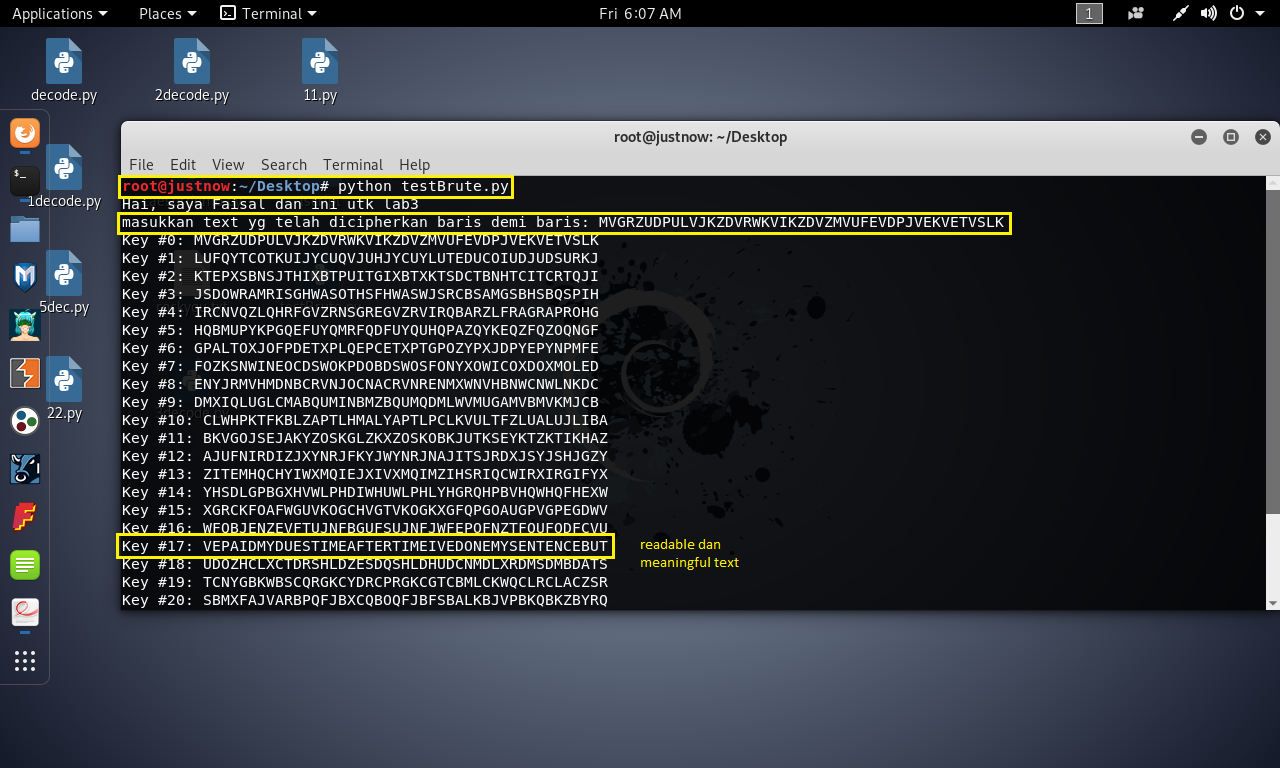 Applications Places Terminal Fri 6:07 AM 1
decode.py 2decode.py 11.py
root@justnow: ~/Desktop
File Edit View Search Terminal Help
1decode.py
5dec.py
22.py
root@justnow:~/Desktop# python testBrute.py
Hai, saya Faisal dan ini utk lab3
masukkan text yg telah dicipherkan baris demi baris: MVGRZUDPULVJKZDVRWKVIKZDVZMVUFEVDPJVEKVETVSLK
Key #0: MVGRZUDPULVJKZDVRWKVIKZDVZMVUFEVDPJVEKVETVSLK
Key #1: LUFQYTCOTKUIJYCUQVJUHJYCUYLUTEDUCOIUDJUDSURKJ
Key #2: KTEPXSBNSJTHIXBTPUITGIXBTXKTSDCTBNHTCITCRTQJI
Key #3: JSDOWRAMRISGHWASOTHSFHWASWJSRCBSAMGSBHSBQSPIH
Key #4: IRCNVQZLQHRFGVZRNSGREGVZRVIRQBARZLFRAGRAPROHG
Key #5: HQBMUPYKPGQEFUYQMRFQDFUYQUHQPAZQYKEQZFQZOQNGF
Key #6: GPALTOXJOFPDETXPLQEPCETXPTGPOZYPXJDPYEPYNPMFE
Key #7: FOZKSNWINEOCDSWOKPDOBDSWOSFONYXOWICOXDOXMOLED
Key #8: ENYJRMVHMDNBCRVNJOCNACRVNRENMXWNVHBNWCNWLNKDC
Key #9: DMXIQLUGLCMABQUMINBMZBQUMQDMLWVMUGAMVBMVKMJCB
Key #10: CLWHPKTFKBLZAPTLHMALYAPTLPCLKVULTFZLUALUJLIBA
Key #11: BKVGOJSEJAKYZOSKGLZKXZOSKOBKJUTKSEYKTZKTIKHAZ
Key #12: AJUFNIRDIZJXYNRJFKYJWYNRJNAJITSJRDXJSYJSHJGZY
Key #13: ZITEMHQCHYIWXMQIEJXIVXMQIMZIHSRIQCWIRXIRGIFYX
Key #14: YHSDLGPBGXHVWLPHDIWHUWLPHLYHGRQHPBVHQWHQFHEXW
Key #15: XGRCKFOAFWGUVKOGCHVGTVKOGKXGFQPGOAUGPVGPEGDWV
Key #16: WFQBJENZEVFTUJNFBGUFSUJNFJWFEPOFNZTFOUFODFCVU
Key #17: VEPAIDMYDUESTIMEAFTERTIMEIVEDONEMYSENTENCEBUT
readable dan
meaningful text
Key #18: UDOZHCLXCTDRSHLDZESDQSHLDHUDCNMDLXRDMSDMBDATS
Key #19: TCNYGBKWBSCQRGKCYDRCPRGKCGTCBMLCKWQCLRCLACZSR
Key #20: SBMXFAJVARBPQFJBXCQBOQFJBFSBALKBJVPBKQBKZBYRQ